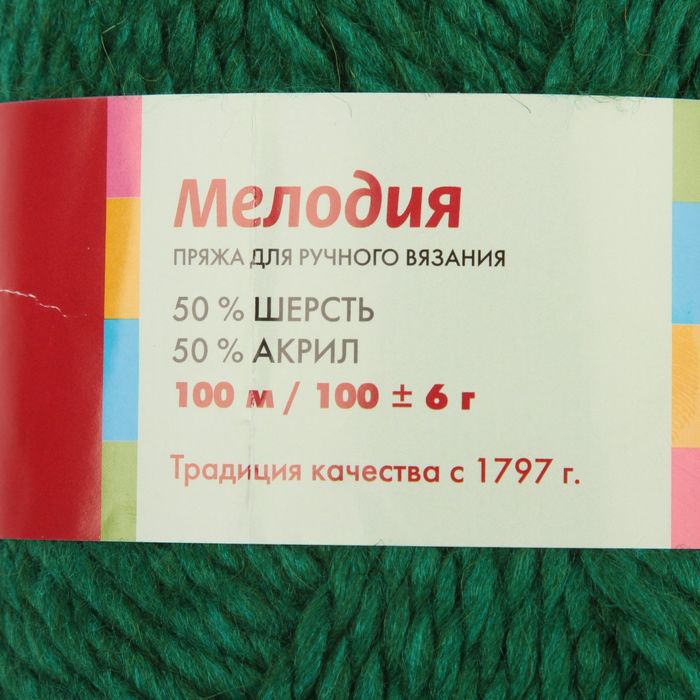 Мелодия
ПРЯЖА ДЛЯ РУЧНОГО ВЯЗАНИЯ
50 % ШЕРСТЬ
50 % АКРИЛ
100 м / 100 ± 6 г
Традиция качества с 1797 г.